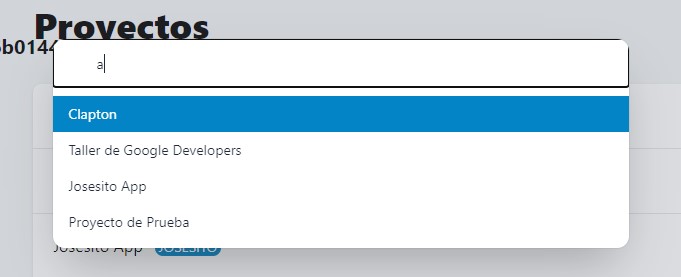 Proyectos
b0144
a
Clapton
Taller de Google Developers
Josesito App
Proyecto de Prueba
Josesito App JOSESITO